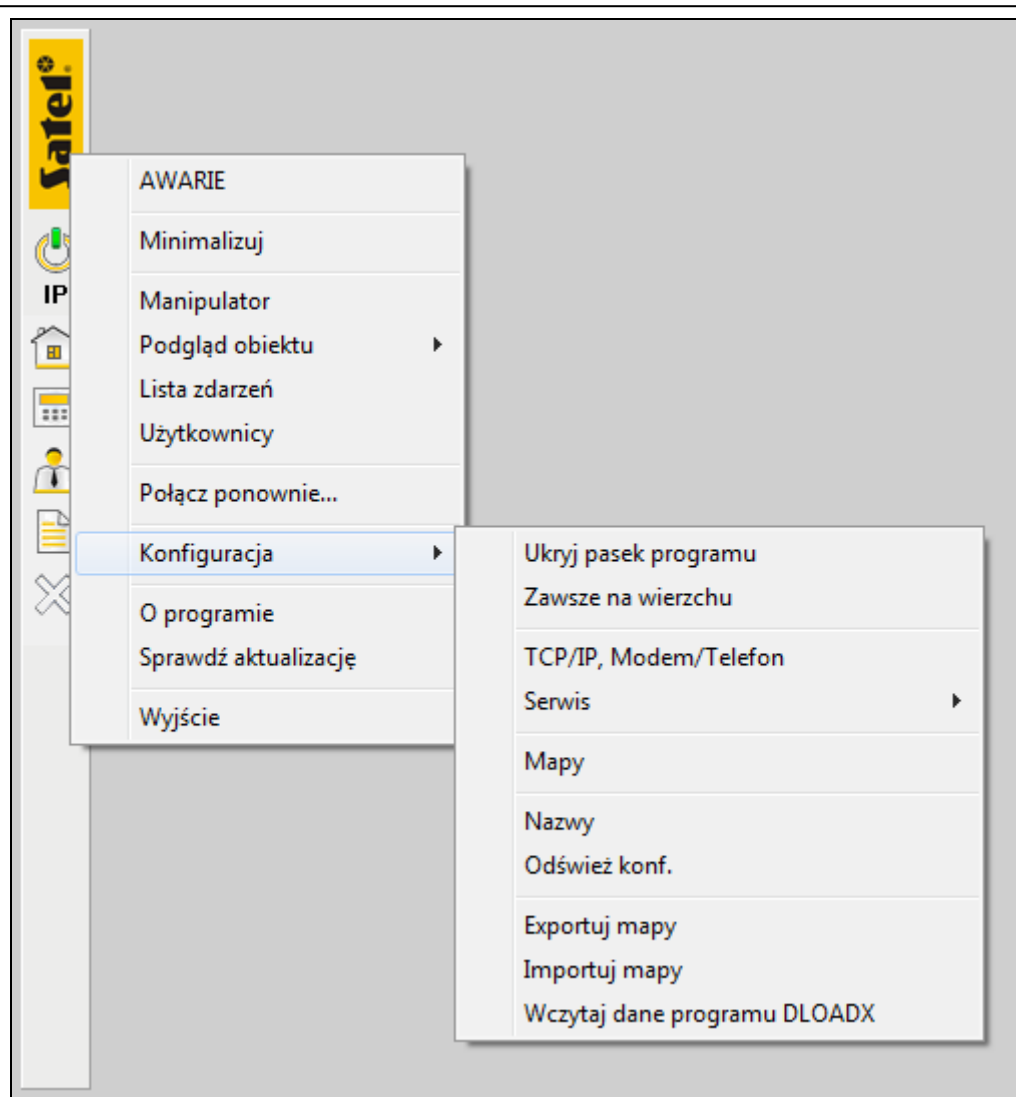 Satel®
IP
AWARIE
Minimalizuj
Manipulator
Podgląd obiektu
Lista zdarzeń
Użytkownicy
Połącz ponownie...
Konfiguracja
O programie
Sprawdź aktualizację
Wyjście
Ukryj pasek programu
Zawsze na wierzchu
TCP/IP, Modem/Telefon
Serwis
Mapy
Nazwy
Odśwież konf.
Exportuj mapy
Importuj mapy
Wczytaj dane programu DLOADX